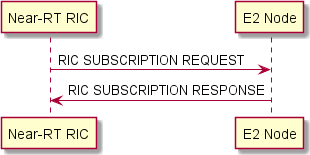 Near-RT RIC
E2 Node
RIC SUBSCRIPTION REQUEST
RIC SUBSCRIPTION RESPONSE
Near-RT RIC
E2 Node